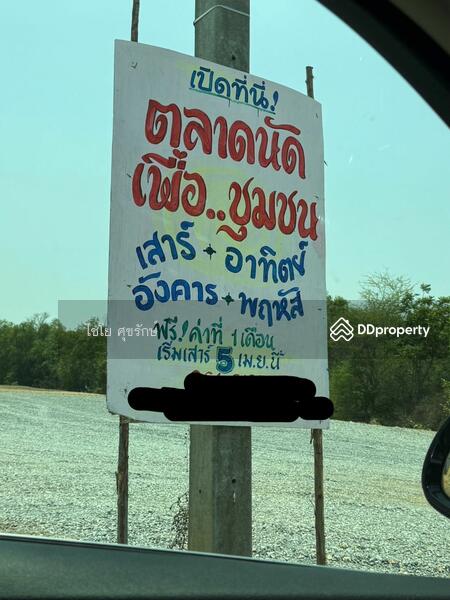 เปิดที่นี่!
ตลาดนัด
เพื่อ..ชุมชน
เสาร์ + อาทิตย์
อังคาร + พฤหัส
ฟรี! ค่าที่ 1 เดือน
เริ่มเสาร์ 5 เม.ย. นี้
ไชโย ศุขรักษ์
DDproperty